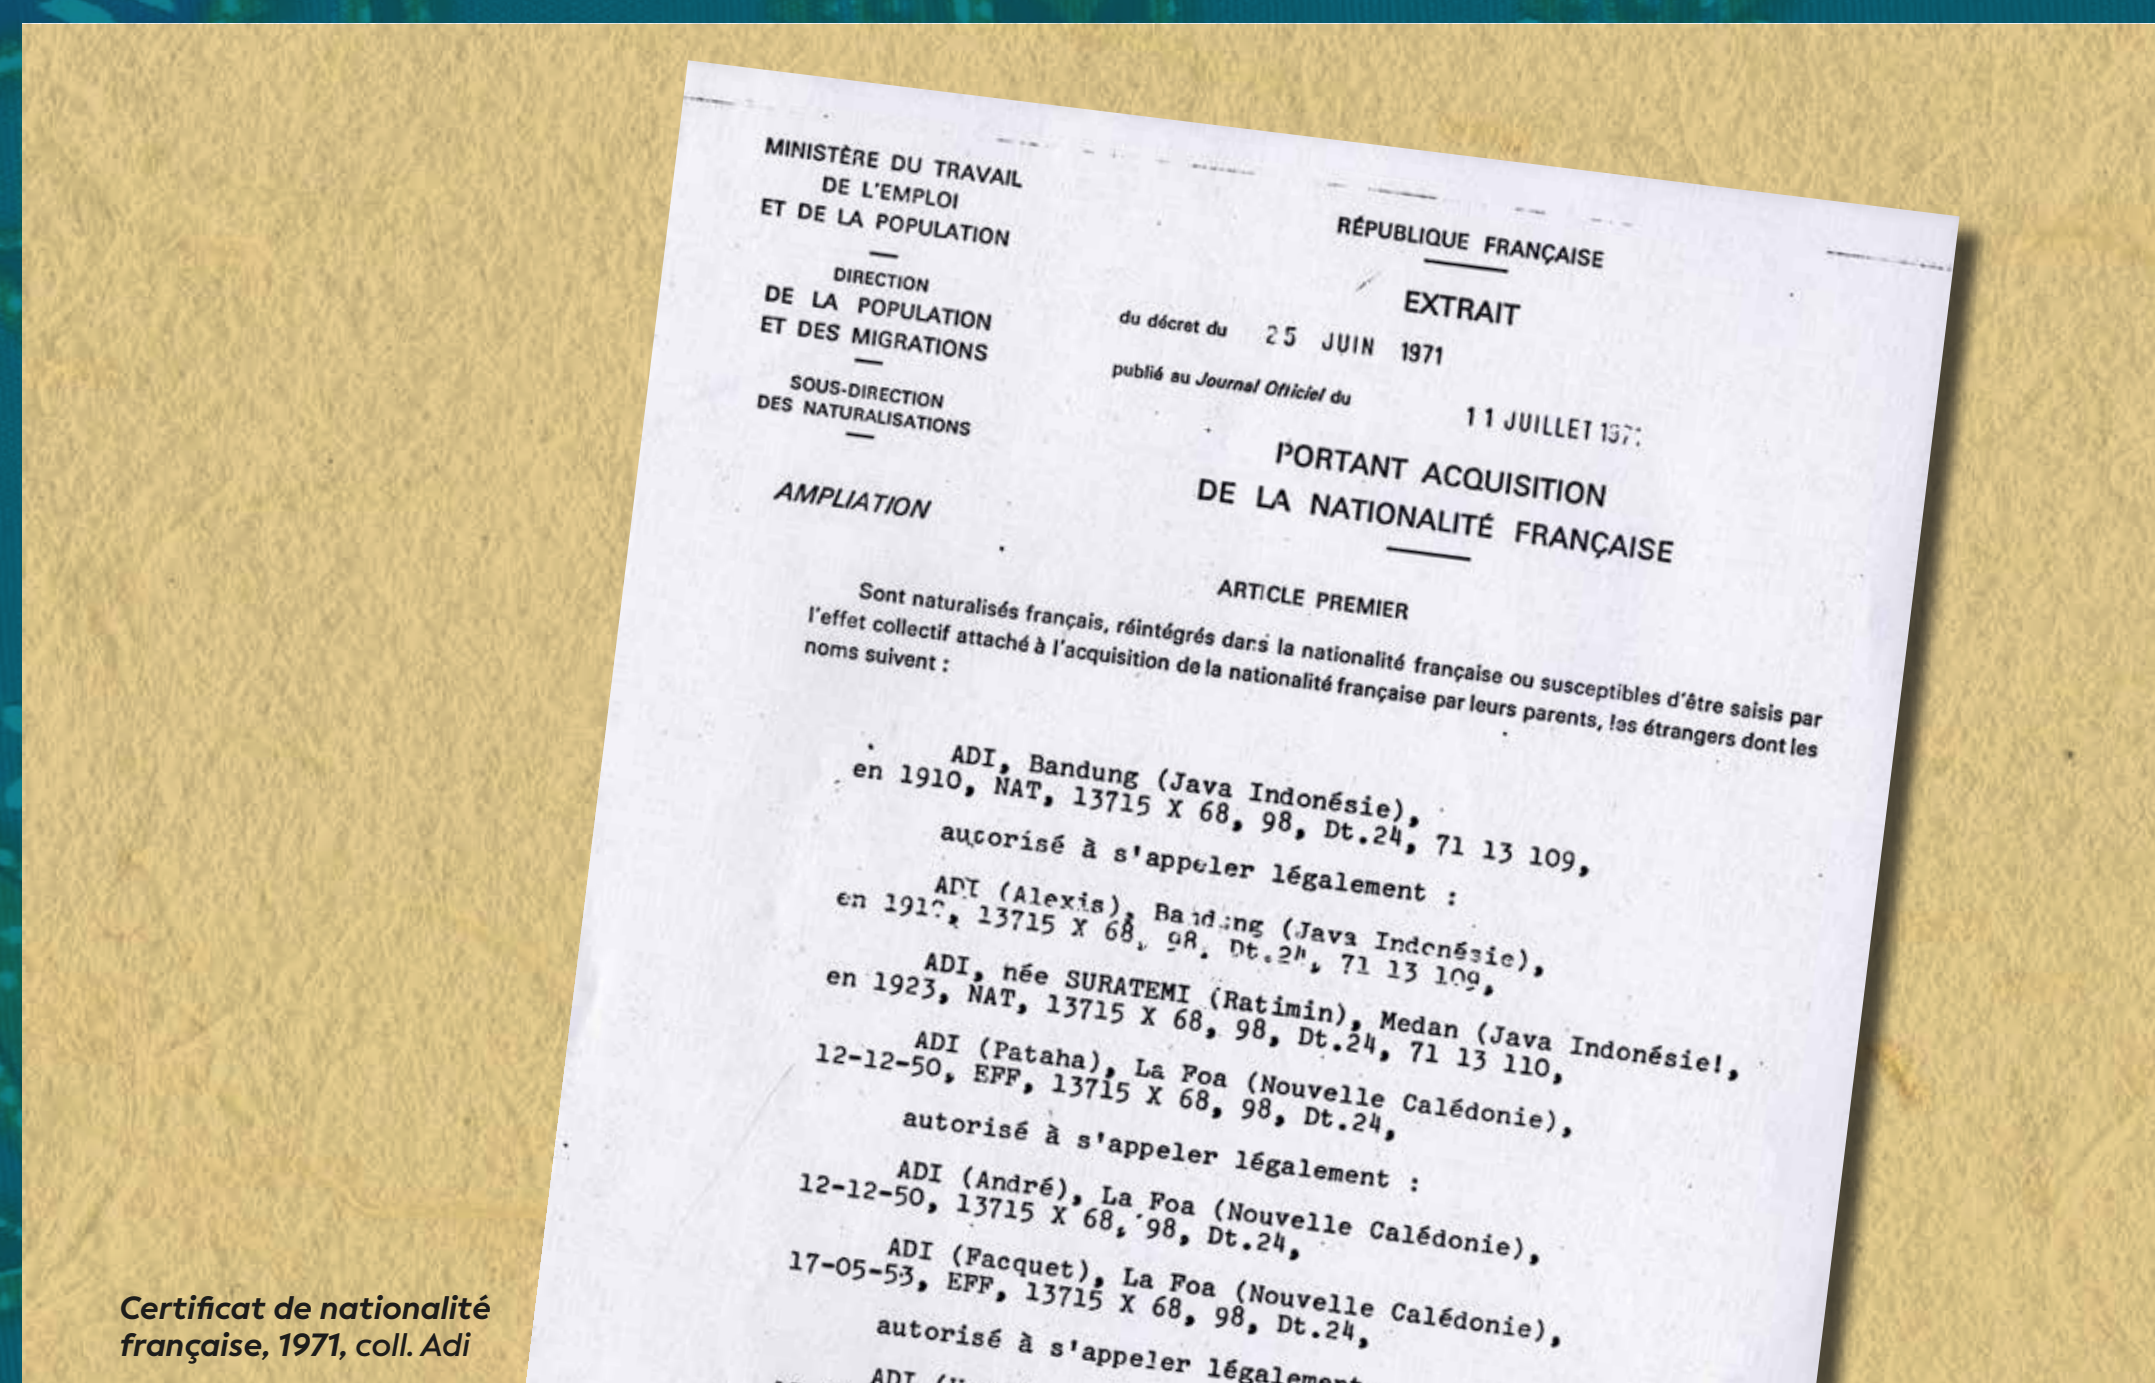 MINISTÈRE DU TRAVAIL
DE L'EMPLOI
ET DE LA POPULATION
DIRECTION
DE LA POPULATION
ET DES MIGRATIONS
SOUS-DIRECTION
DES NATURALISATIONS
AMPLIATION
RÉPUBLIQUE FRANÇAISE
EXTRAIT
du décret du 25 JUIN 1971
publié au Journal Officiel du
11 JUILLET
PORTANT ACQUISITION
DE LA NATIONALITÉ FRANÇAISE
ARTICLE PREMIER
Sont naturalisés français, réintégrés dans la nationalité française ou susceptibles d'être saisis par
l'effet collectif attaché à l'acquisition de la nationalité française par leurs parents, les étrangers dont les
noms suivent :
ADI, Bandung (Java Indonésie),
en 1910, NAT, 13715 X 68, 98, Dt.24, 71 13 109,
autorisé à s'appeler légalement :
ADI (Alexis), Bandung (Java Indonésie),
en 13715 X 68, 98, Dt.24, 71 13 109,
ADI, née SURATEMI (Ratimin), Medan (Java Indonésie!,
en 1923, NAT, 13715 X 68, 98, Dt.24, 71 13 110,
ADI (Pataha), La Foa (Nouvelle Calédonie),
12-12-50, EFF, 13715 X 68, 98, Dt.24,
autorisé à s'appeler légalement :
ADI (André), La Foa (Nouvelle Calédonie),
12-12-50, 13715 X 68, 98, Dt.24,
ADI (Facquet), La Foa (Nouvelle Calédonie),
17-05-53, EFF, 13715 X 68, 98, Dt.24,
autorisé à s'appeler légalement
ADI
Certificat de nationalité
française, 1971, coll. Adi